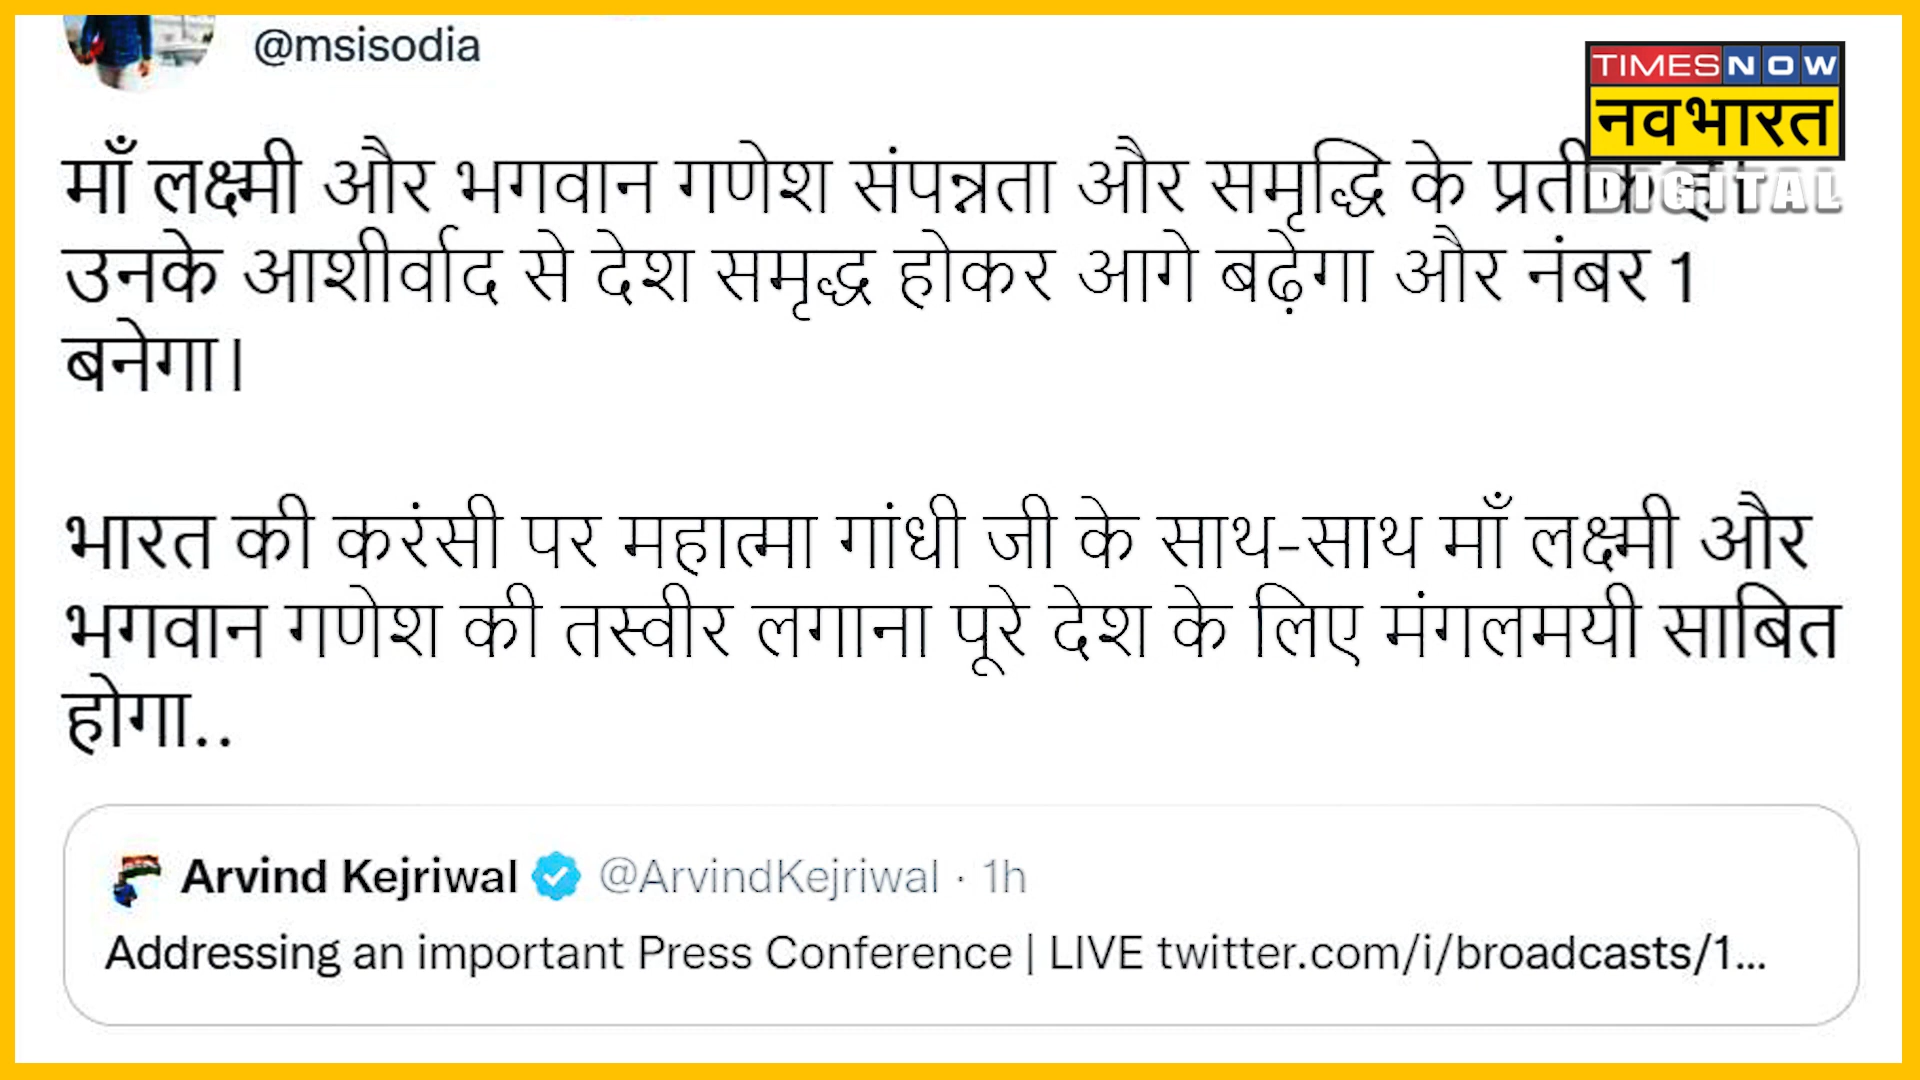 @msisodia
TIMES NOW
नवभारत
DIGITAL
माँ लक्ष्मी और भगवान गणेश संपन्नता और समृद्धि के
उनके आशीर्वाद से देश समृद्ध होकर आगे बढ़ेगा और नंबर 1
बनेगा।
भारत की करंसी पर महात्मा गांधी जी के साथ-साथ माँ लक्ष्मी और
भगवान गणेश की तस्वीर लगाना पूरे देश के लिए मंगलमयी साबित
होगा..
Arvind Kejriwal @ArvindKejriwal · 1h
Addressing an important Press Conference | LIVE twitter.com/i/broadcasts/1...